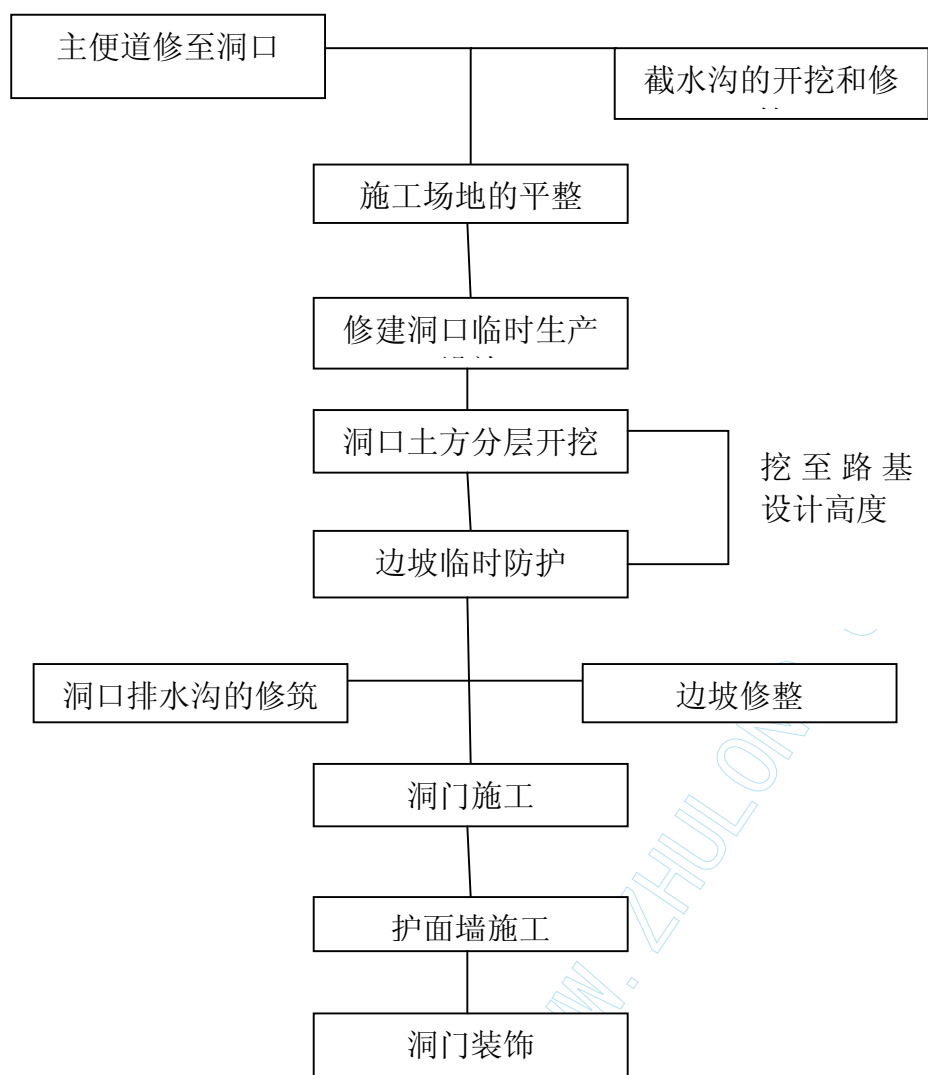 主便道修至洞口
截水沟的开挖和修
施工场地的平整
修建洞口临时生产
洞口土方分层开挖
挖至路基
设计高度
边坡临时防护
洞口排水沟的修筑
边坡修整
洞门施工
护面墙施工
洞门装饰